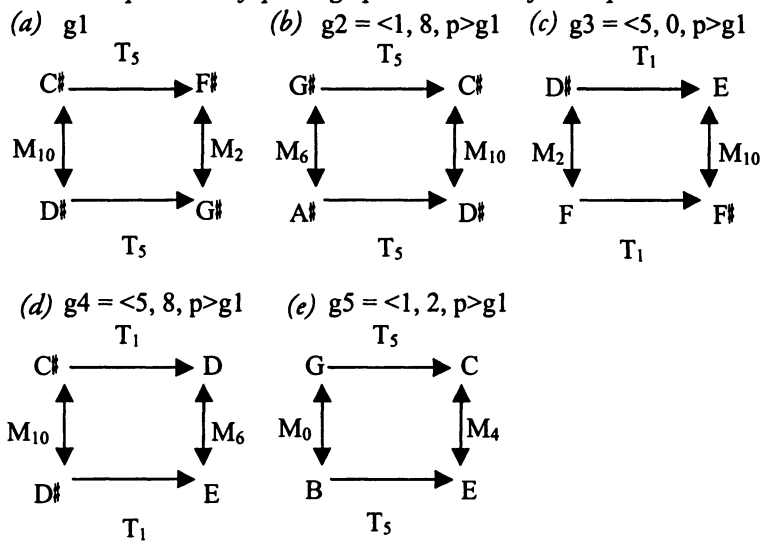 (a) g1
(b) g2 = <1, 8, p>g1
(c) g3 = <5, 0, p>g1
T₅
T₅
T₁
C♯ F♯
G♯ C♯
D♯ E
M₁₀ M₂
M₆ M₁₀
M₂ M₁₀
D♯ G♯
A♯ D♯
F F♯
T₅
T₅
T₁
(d) g4 = <5, 8, p>g1
(e) g5 = <1, 2, p>g1
T₁
T₅
C♯ D
G C
M₁₀ M₆
M₀ M₄
D♯ E
B E
T₁
T₅